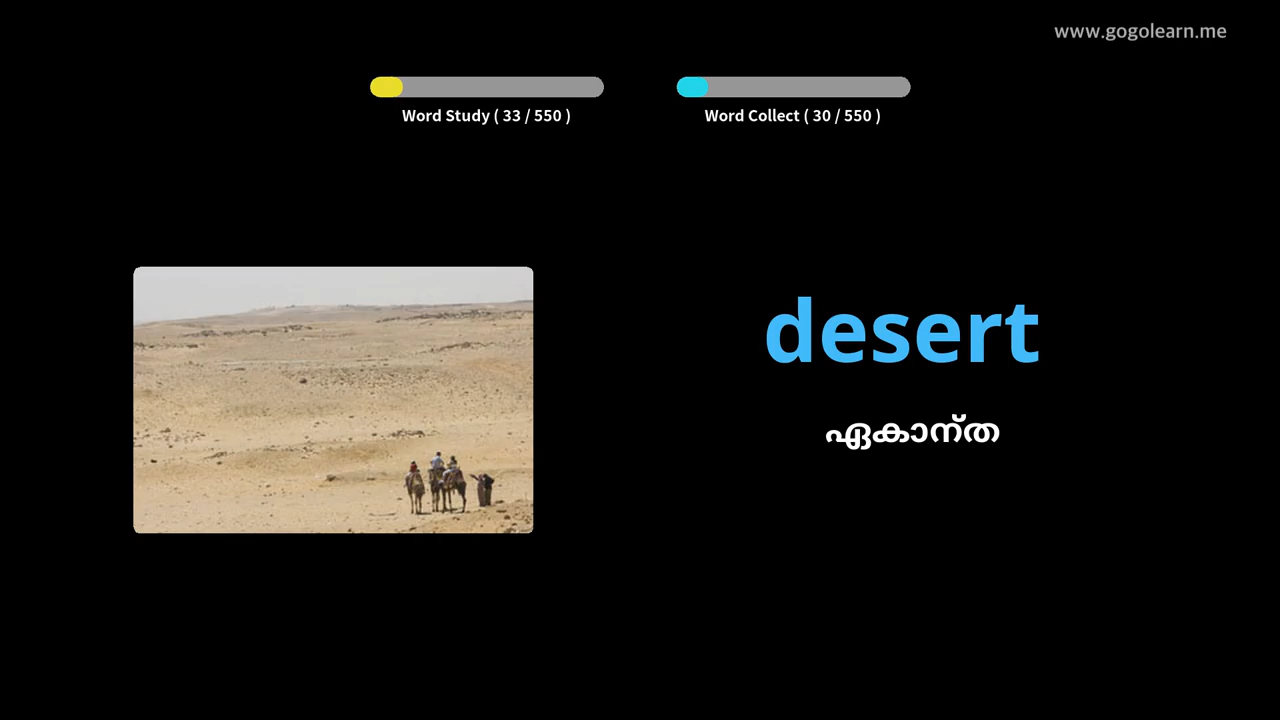 www.gogolearn.me
Word Study ( 33 / 550 )
Word Collect ( 30 / 550 )
desert
ഏകാന്ത